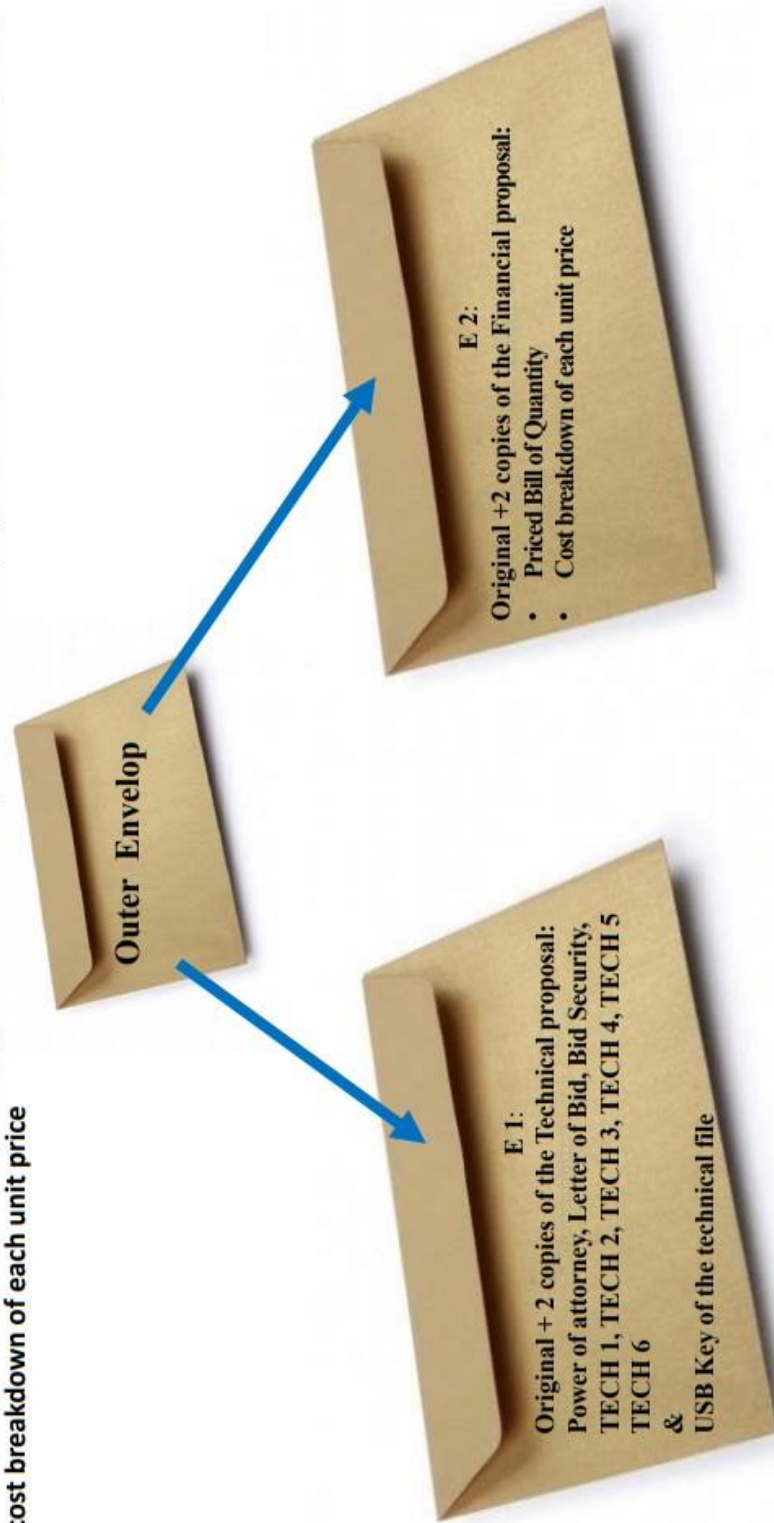 cost breakdown of each unit price
Outer Envelop
E 1:
Original + 2 copies of the Technical proposal:
Power of attorney, Letter of Bid, Bid Security,
TECH 1, TECH 2, TECH 3, TECH 4, TECH 5
TECH 6
&
USB Key of the technical file
E 2:
Original +2 copies of the Financial proposal:
• Priced Bill of Quantity
• Cost breakdown of each unit price